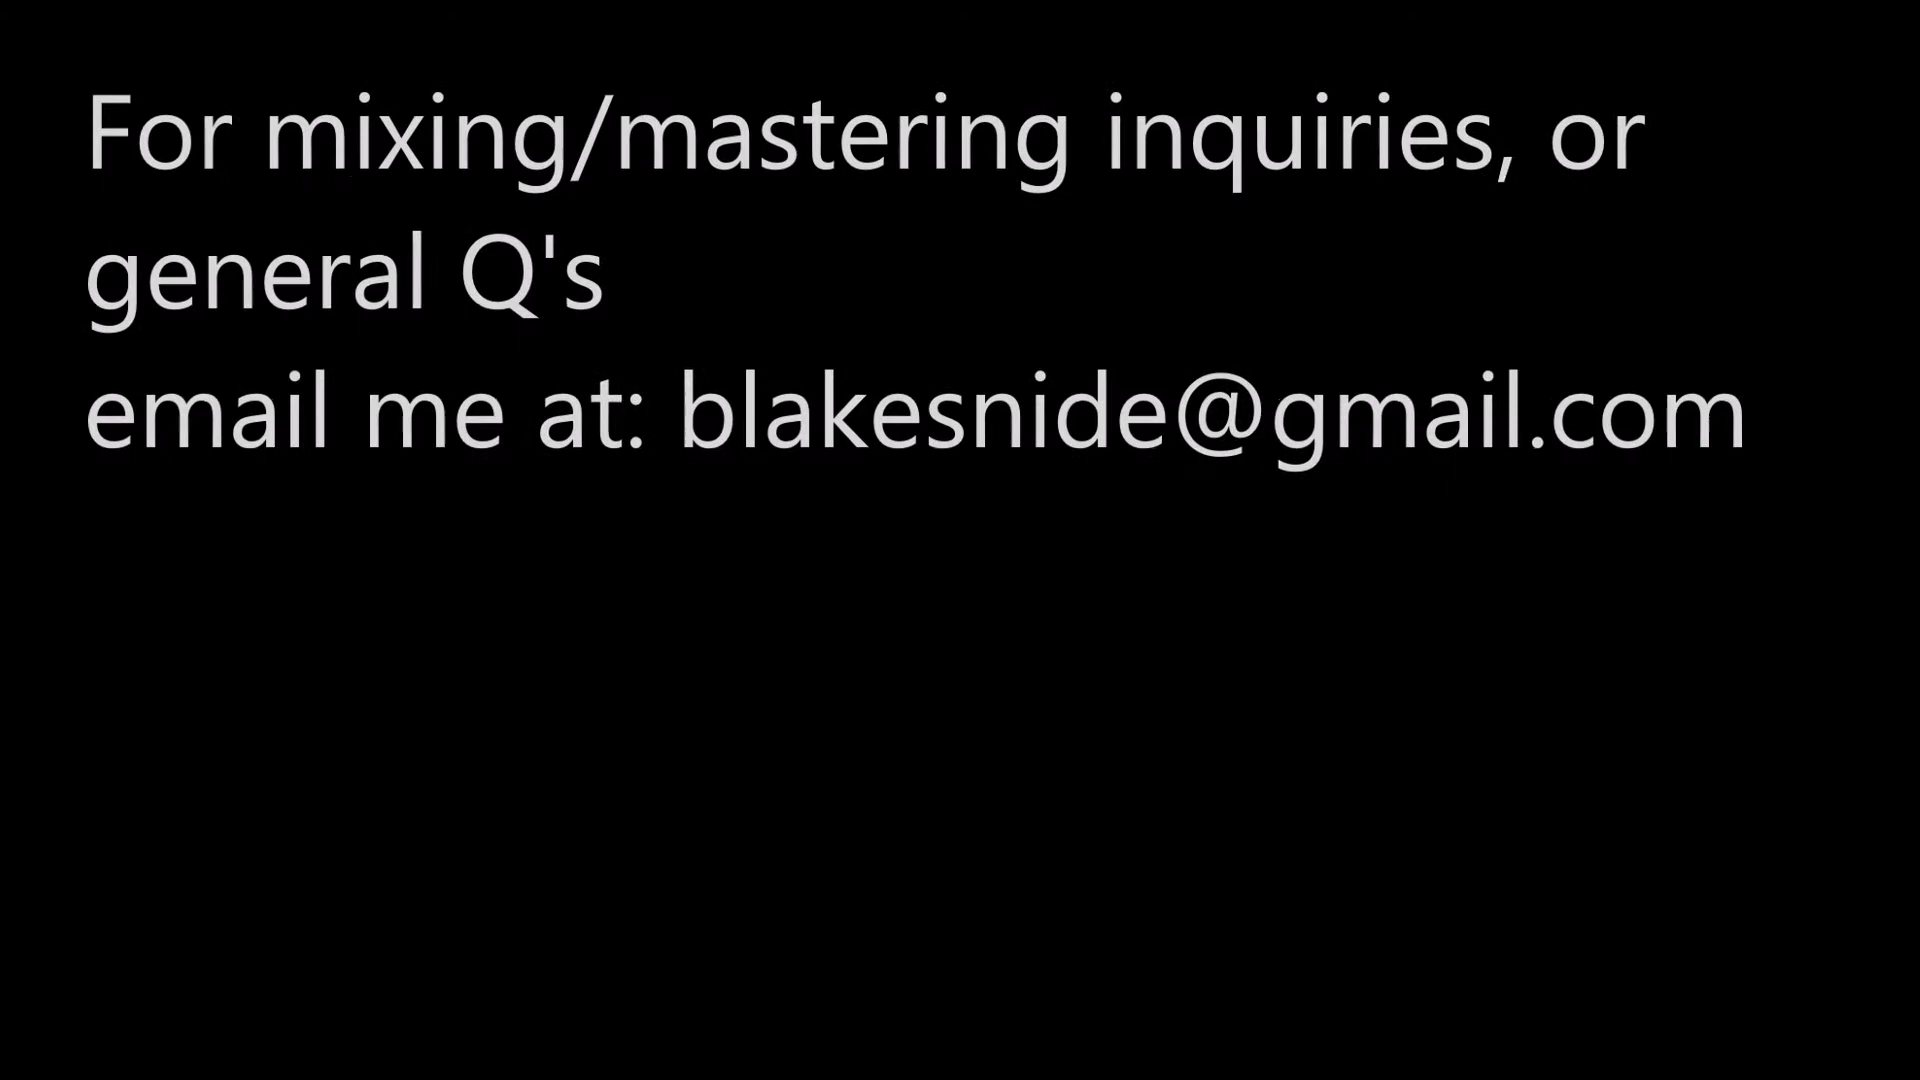 For mixing/mastering inquiries, or
general Q's
email me at: blakesnide@gmail.com